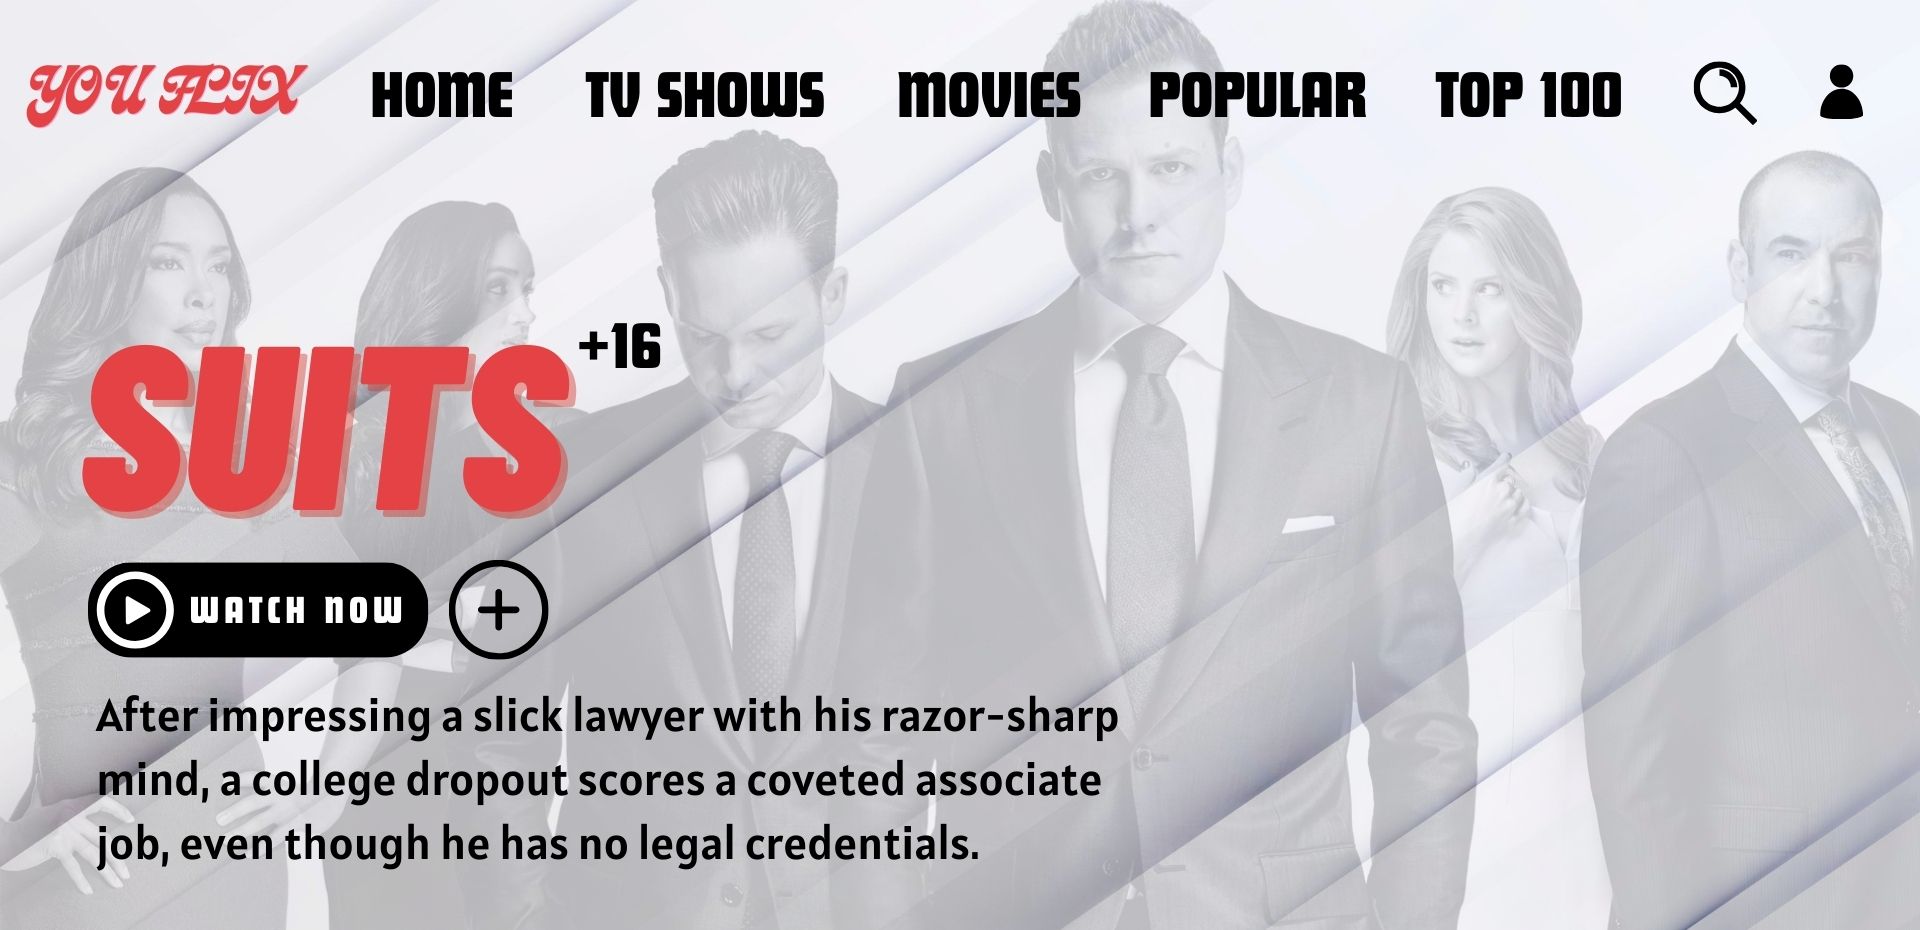 YOU FLIX
HOME TV SHOWS MOVIES POPULAR TOP 100
SUITS +16
WATCH NOW
After impressing a slick lawyer with his razor-sharp
mind, a college dropout scores a coveted associate
job, even though he has no legal credentials.